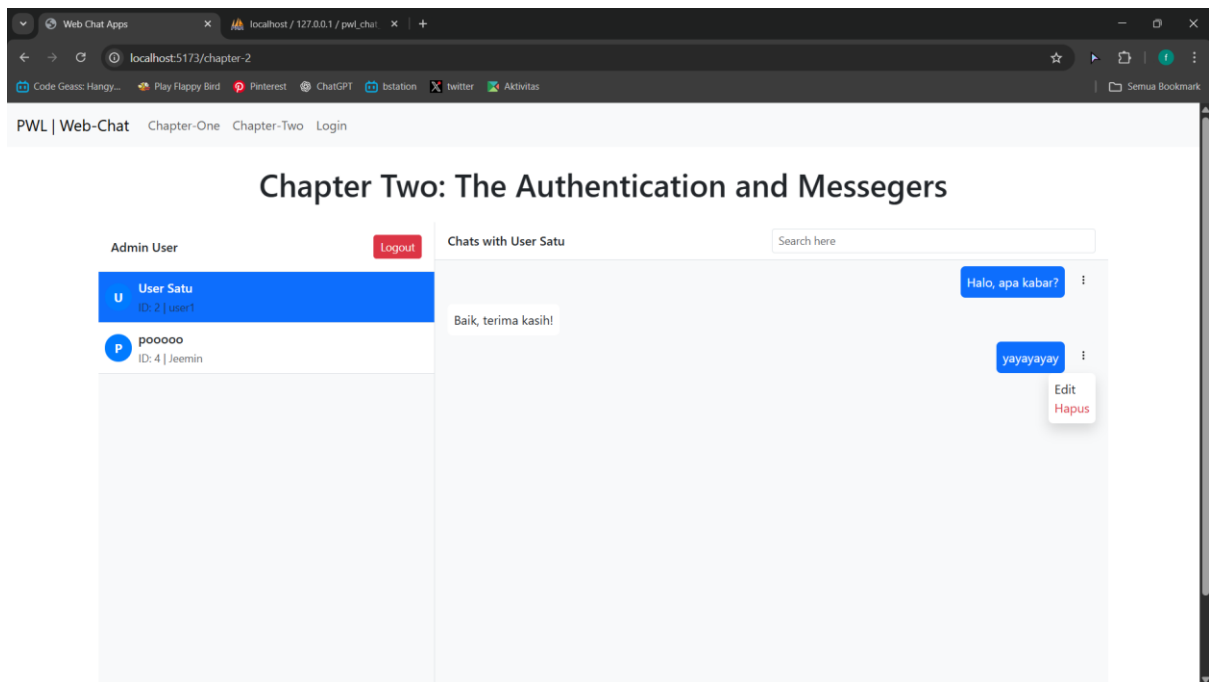 Web Chat Apps
localhost / 127.0.0.1 / pwl_chat
localhost:5173/chapter-2
f
Code Geass: Hangy... Play Flappy Bird Pinterest ChatGPT bstation twitter Aktivitas Semua Bookmark
PWL | Web-Chat Chapter-One Chapter-Two Login
Chapter Two: The Authentication and Messegers
Admin User Logout
U
User Satu
ID: 2 | user1
P
pooooo
ID: 4 | Jeemin
Chats with User Satu Search here
Halo, apa kabar?
Baik, terima kasih!
yayayayay
Edit
Hapus